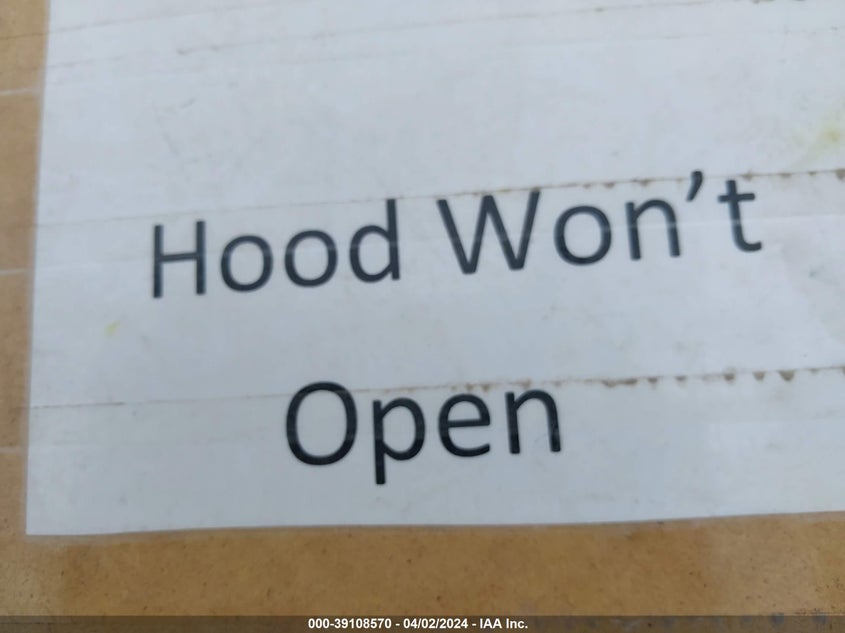 Hood Won’t
Open
000-39108570 - 04/02/2024 - IAA Inc.